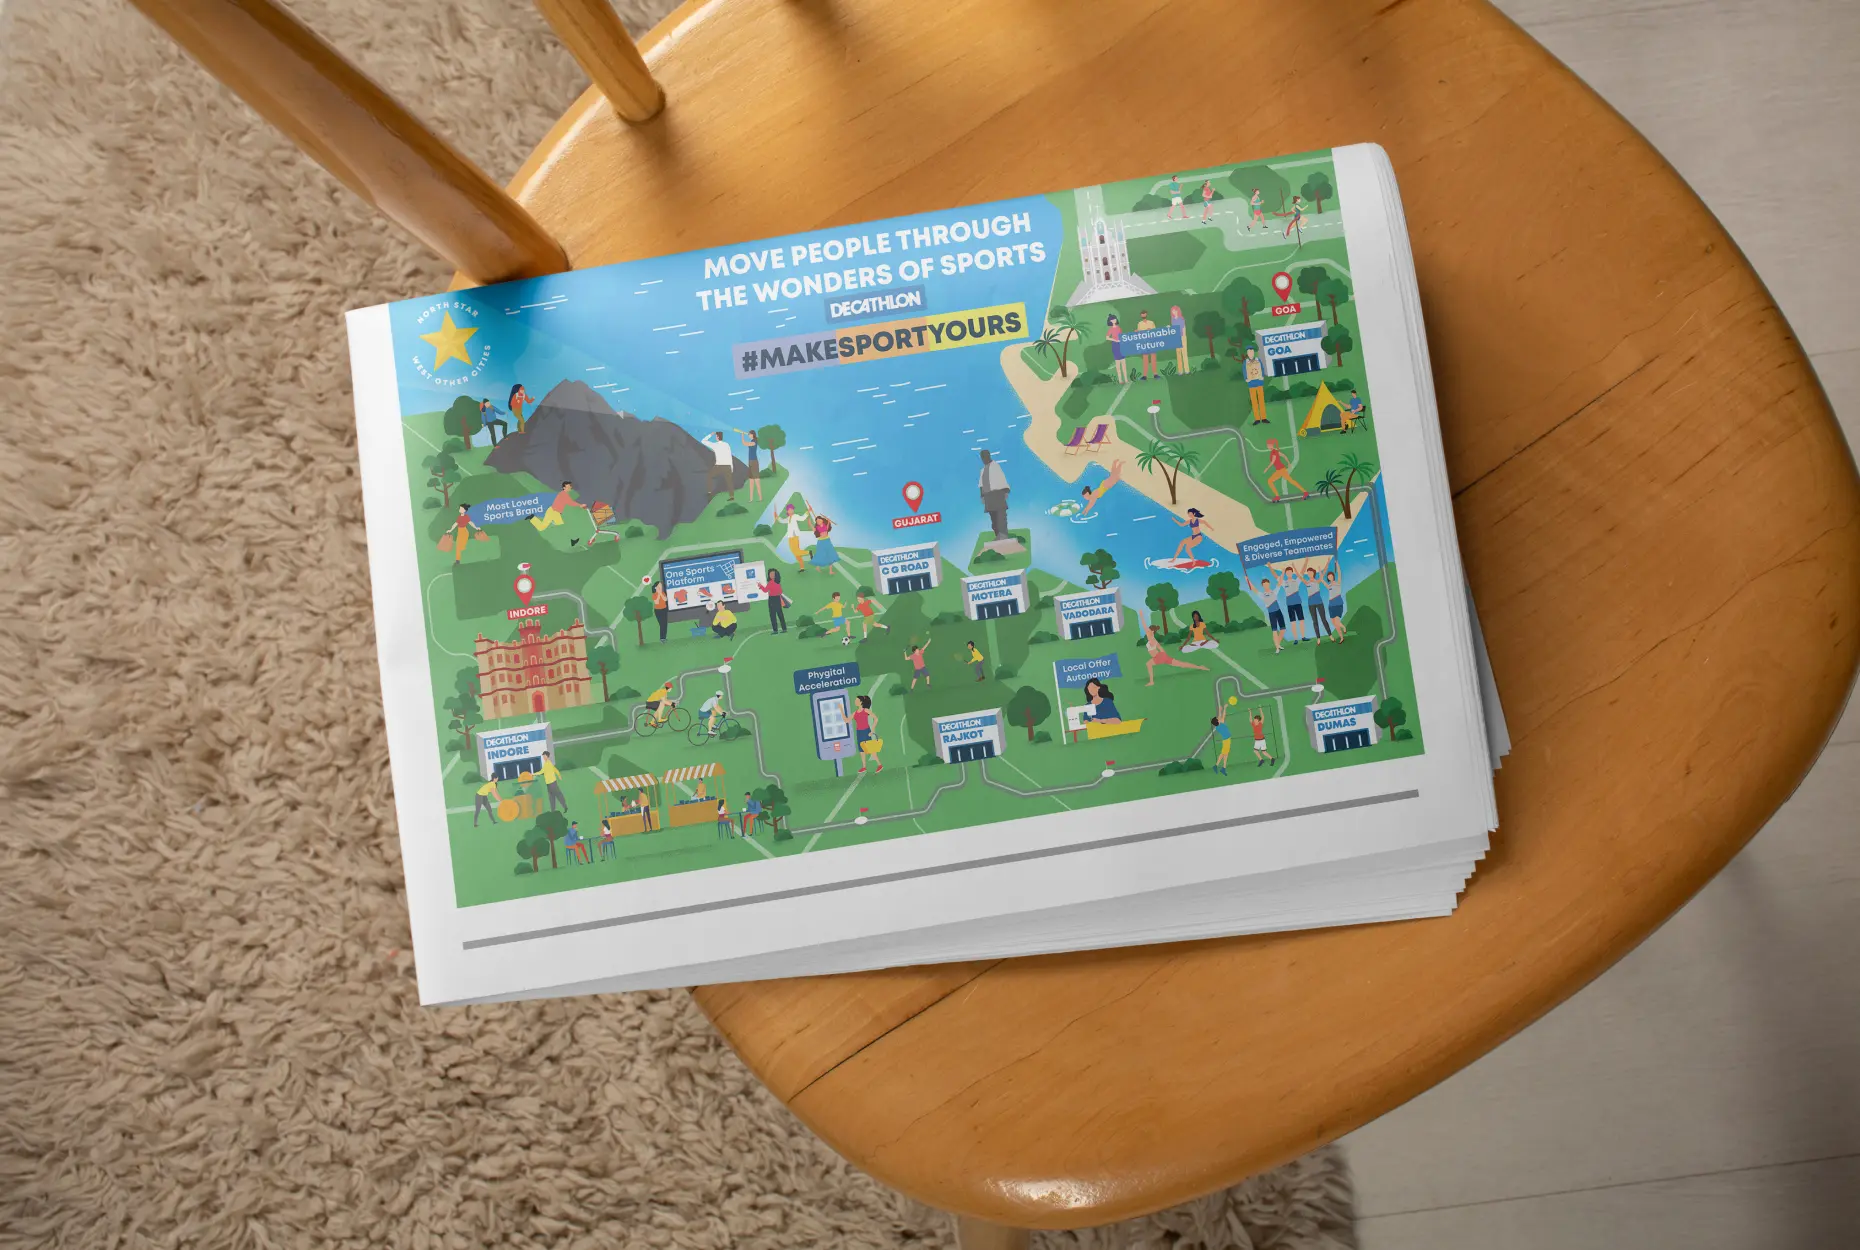 MOVE PEOPLE THROUGH
THE WONDERS OF SPORTS
DECATHLON
#MAKESPORTYOURS
NORTH STAR
WEST OTHER CITIES
Sustainable
Future
GOA
DECATHLON
GOA
Most Loved
Sports Brand
GUJARAT
Engaged, Empowered
& Diverse Teammates
One Sports
Platform
DECATHLON
C G ROAD
DECATHLON
MOTERA
DECATHLON
VADODARA
INDORE
Phygital
Acceleration
Local Offer
Autonomy
DECATHLON
INDORE
DECATHLON
RAJKOT
DECATHLON
DUMAS